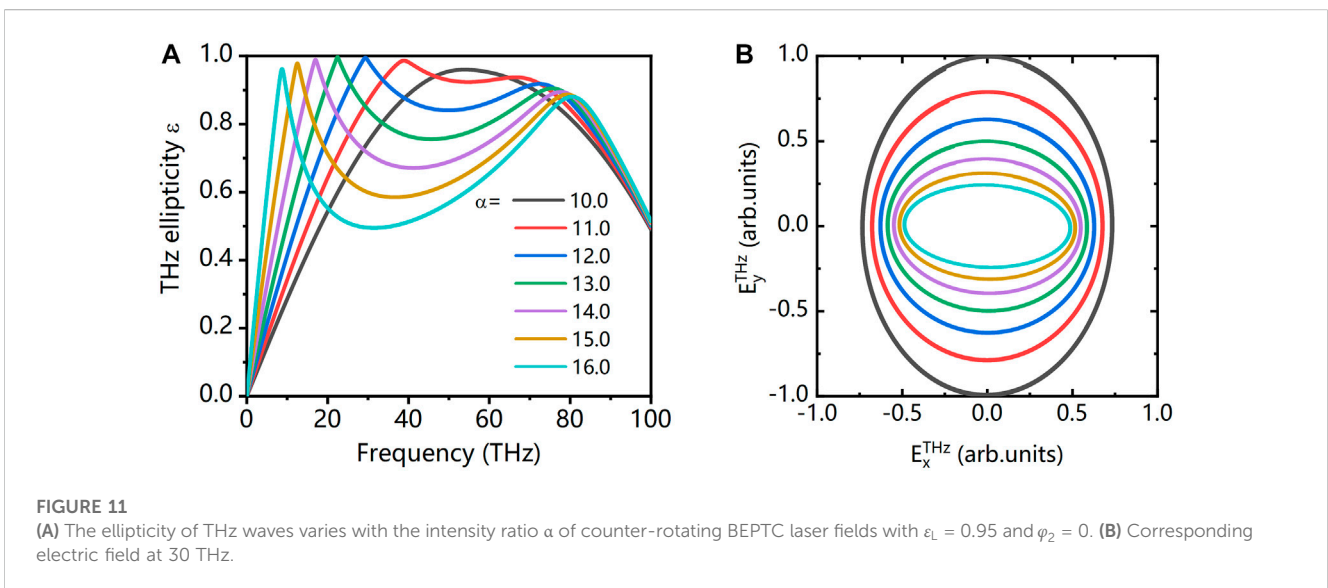 A
1.0
0.8
0.6
0.4
0.2
0.0
THz ellipticity ε
α=
10.0
11.0
12.0
13.0
14.0
15.0
16.0
0
20
40
60
80
100
Frequency (THz)
B
1.0
0.5
0.0
-0.5
-1.0
E_y^THz (arb.units)
-1.0
-0.5
0.0
0.5
1.0
E_x^THz (arb.units)
FIGURE 11
(A) The ellipticity of THz waves varies with the intensity ratio α of counter-rotating BEPTC laser fields with ε_L = 0.95 and φ_2 = 0. (B) Corresponding
electric field at 30 THz.